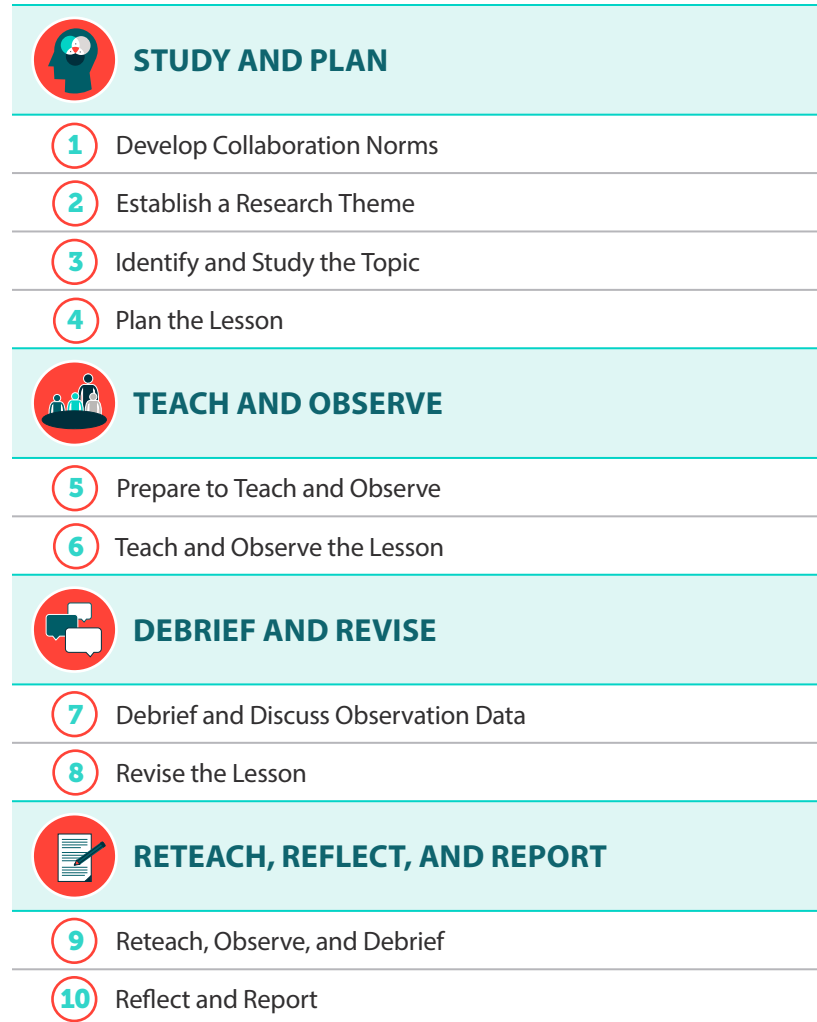 STUDY AND PLAN
1 Develop Collaboration Norms
2 Establish a Research Theme
3 Identify and Study the Topic
4 Plan the Lesson
TEACH AND OBSERVE
5 Prepare to Teach and Observe
6 Teach and Observe the Lesson
DEBRIEF AND REVISE
7 Debrief and Discuss Observation Data
8 Revise the Lesson
RETEACH, REFLECT, AND REPORT
9 Reteach, Observe, and Debrief
10 Reflect and Report